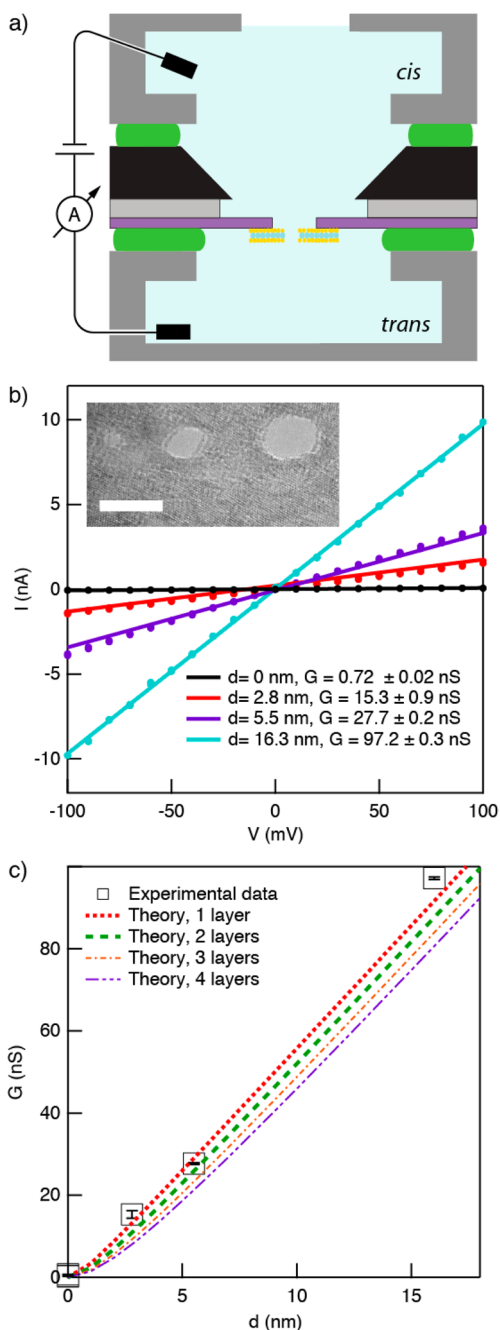 a)
cis
A
trans
b)
10
5
0
-5
-10
I (nA)
d= 0 nm, G = 0.72 ± 0.02 nS
d= 2.8 nm, G = 15.3 ± 0.9 nS
d= 5.5 nm, G = 27.7 ± 0.2 nS
d= 16.3 nm, G = 97.2 ± 0.3 nS
-100 -50 0 50 100
V (mV)
c)
Experimental data
Theory, 1 layer
Theory, 2 layers
Theory, 3 layers
Theory, 4 layers
80
60
40
20
0
G (nS)
0 5 10 15
d (nm)